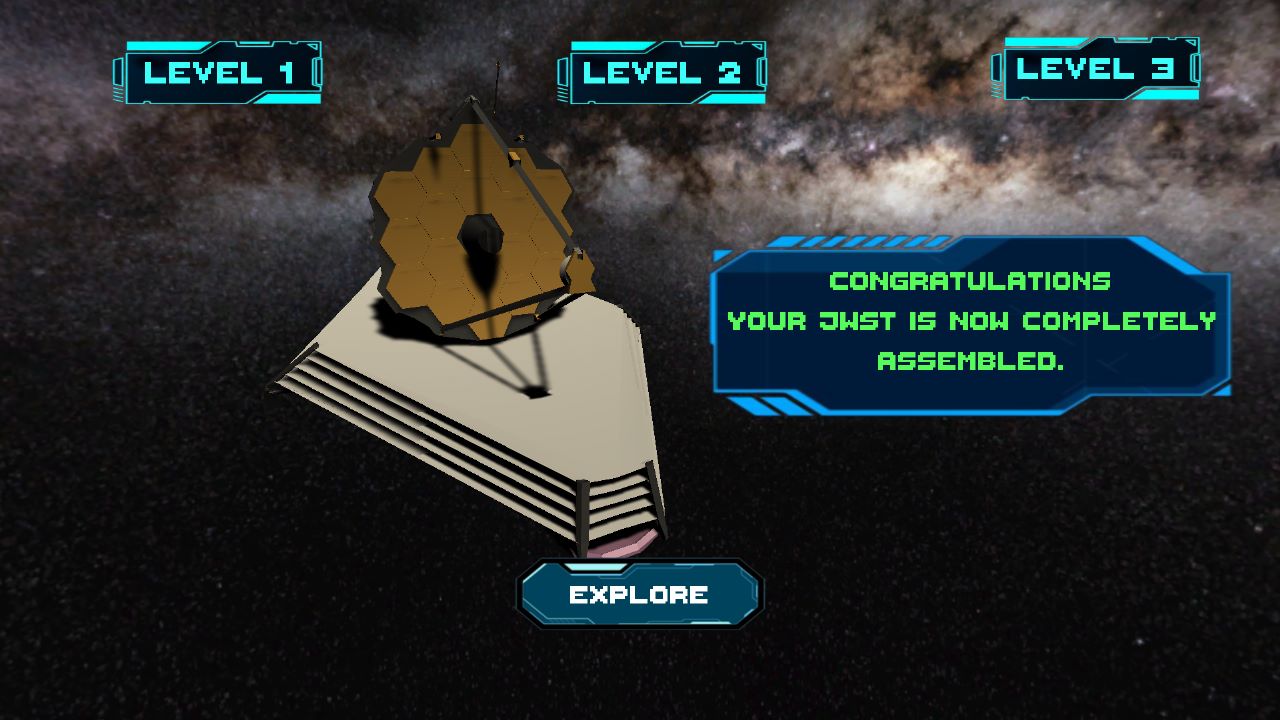 LEVEL 1
LEVEL 2
LEVEL 3
CONGRATULATIONS
YOUR JWST IS NOW COMPLETELY
ASSEMBLED.
EXPLORE